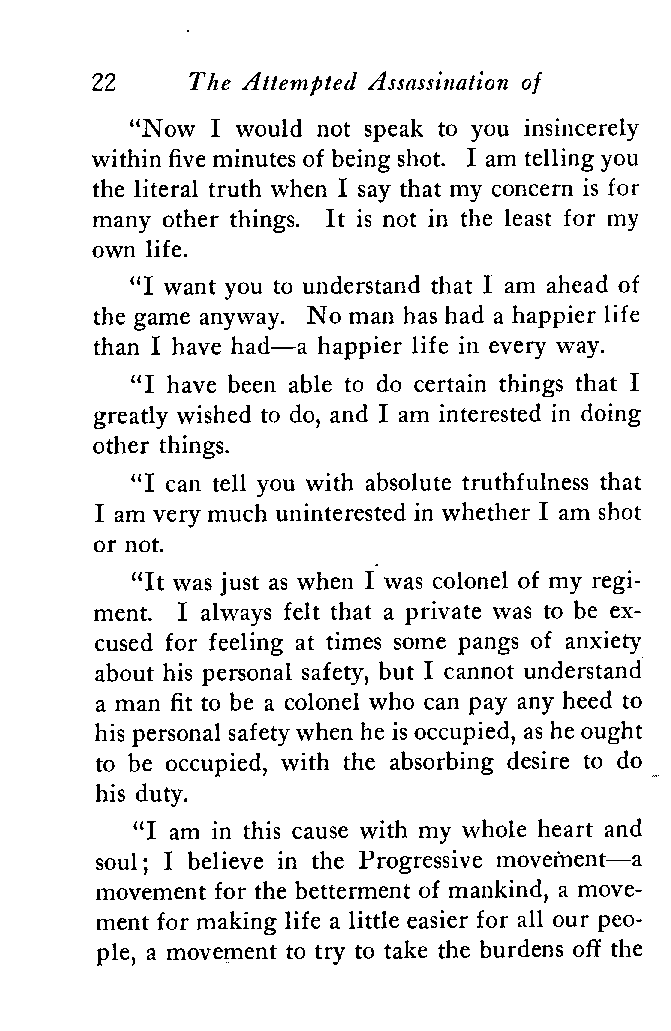 22 The Attempted Assassination of
“Now I would not speak to you insincerely
within five minutes of being shot. I am telling you
the literal truth when I say that my concern is for
many other things. It is not in the least for my
own life.
“I want you to understand that I am ahead of
the game anyway. No man has had a happier life
than I have had—a happier life in every way.
“I have been able to do certain things that I
greatly wished to do, and I am interested in doing
other things.
“I can tell you with absolute truthfulness that
I am very much uninterested in whether I am shot
or not.
“It was just as when I was colonel of my regi-
ment. I always felt that a private was to be ex-
cused for feeling at times some pangs of anxiety
about his personal safety, but I cannot understand
a man fit to be a colonel who can pay any heed to
his personal safety when he is occupied, as he ought
to be occupied, with the absorbing desire to do
his duty.
“I am in this cause with my whole heart and
soul; I believe in the Progressive movement—a
movement for the betterment of mankind, a move-
ment for making life a little easier for all our peo-
ple, a movement to try to take the burdens off the